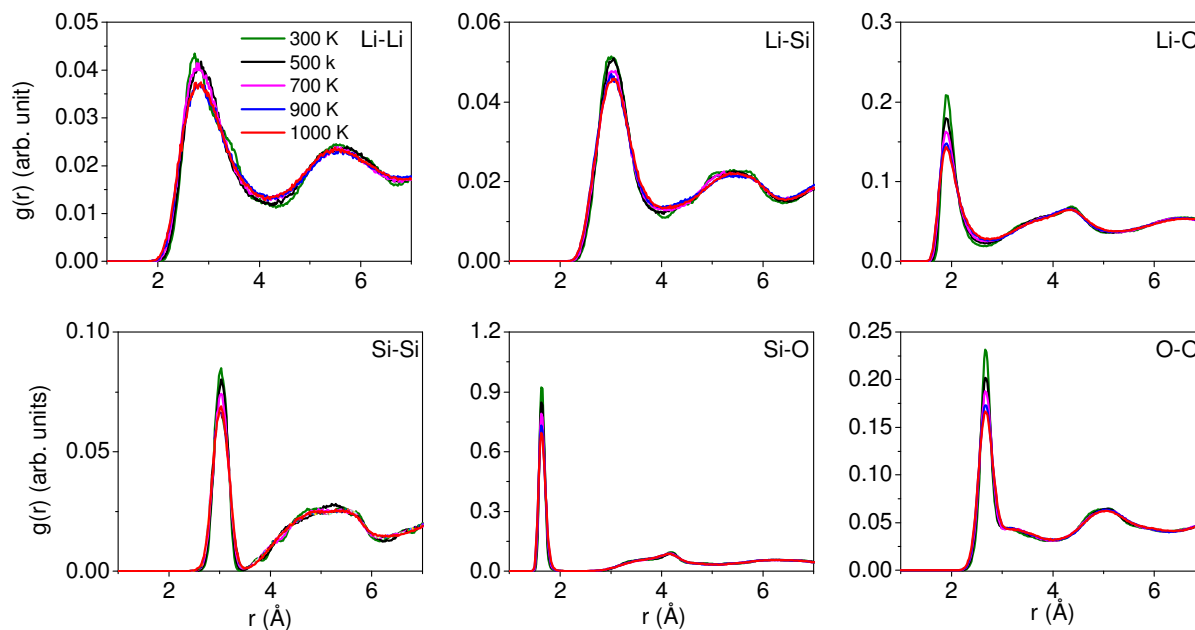 0.05
0.04
0.03
0.02
0.01
0.00
g(r) (arb. unit)
Li-Li
300 K
500 k
700 K
900 K
1000 K
2 4 6
0.06
0.04
0.02
0.00
Li-Si
2 4 6
0.3
0.2
0.1
0.0
Li-O
2 4 6
0.10
0.05
0.00
g(r) (arb. units)
Si-Si
2 4 6
r (Å)
1.2
0.9
0.6
0.3
0.0
Si-O
2 4 6
r (Å)
0.25
0.20
0.15
0.10
0.05
0.00
O-O
2 4 6
r (Å)